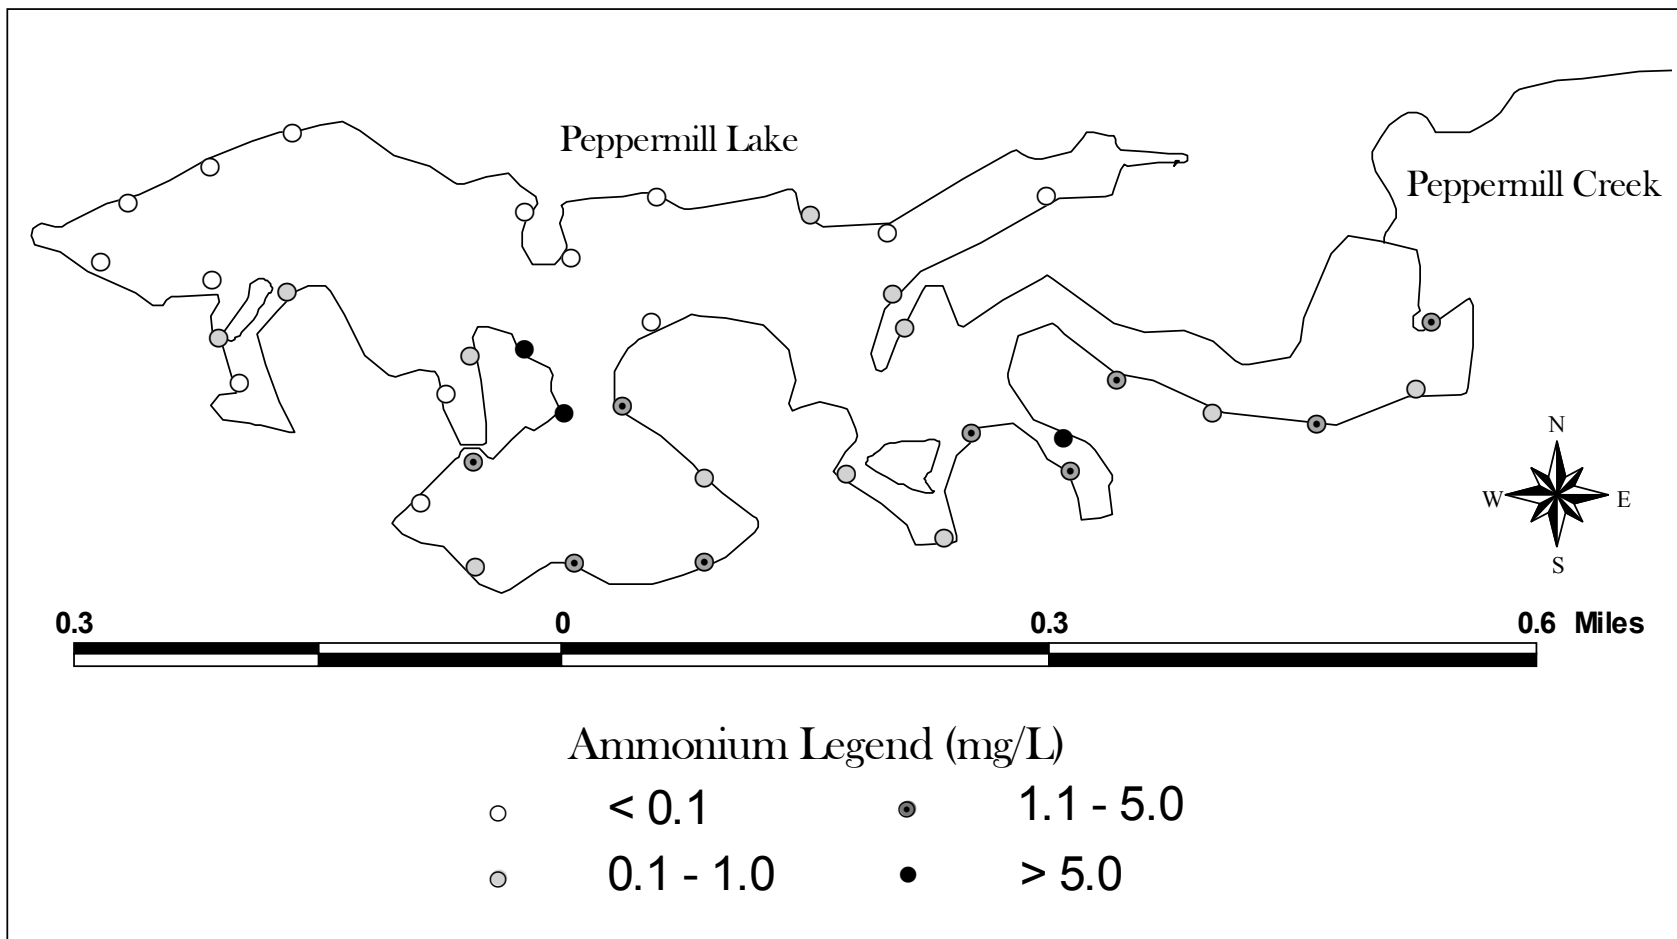 Peppermill Lake
Peppermill Creek
N
W E
S
0.3 0 0.3 0.6 Miles
Ammonium Legend (mg/L)
< 0.1 1.1 - 5.0
0.1 - 1.0 > 5.0